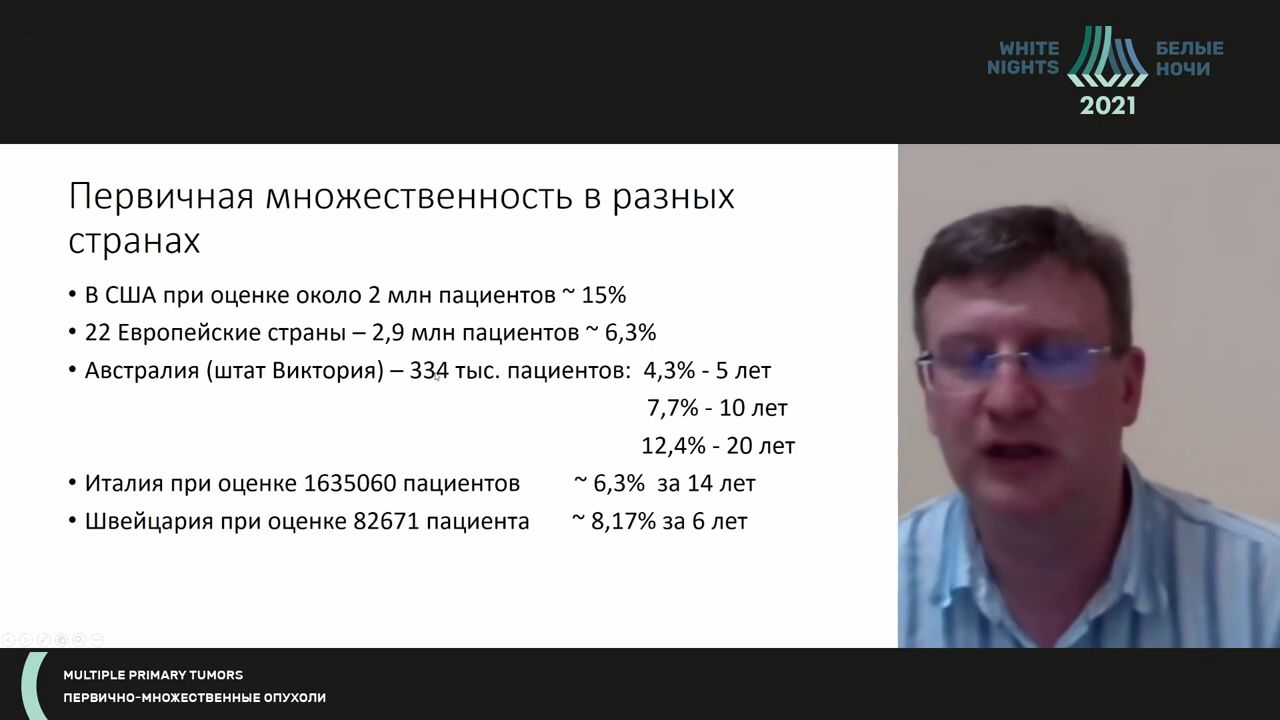 WHITE
NIGHTS
БЕЛЫЕ
НОЧИ
2021
Первичная множественность в разных
странах
• В США при оценке около 2 млн пациентов ~ 15%
• 22 Европейские страны – 2,9 млн пациентов ~ 6,3%
• Австралия (штат Виктория) – 334 тыс. пациентов: 4,3% - 5 лет
7,7% - 10 лет
12,4% - 20 лет
• Италия при оценке 1635060 пациентов ~ 6,3% за 14 лет
• Швейцария при оценке 82671 пациента ~ 8,17% за 6 лет
MULTIPLE PRIMARY TUMORS
ПЕРВИЧНО-МНОЖЕСТВЕННЫЕ ОПУХОЛИ